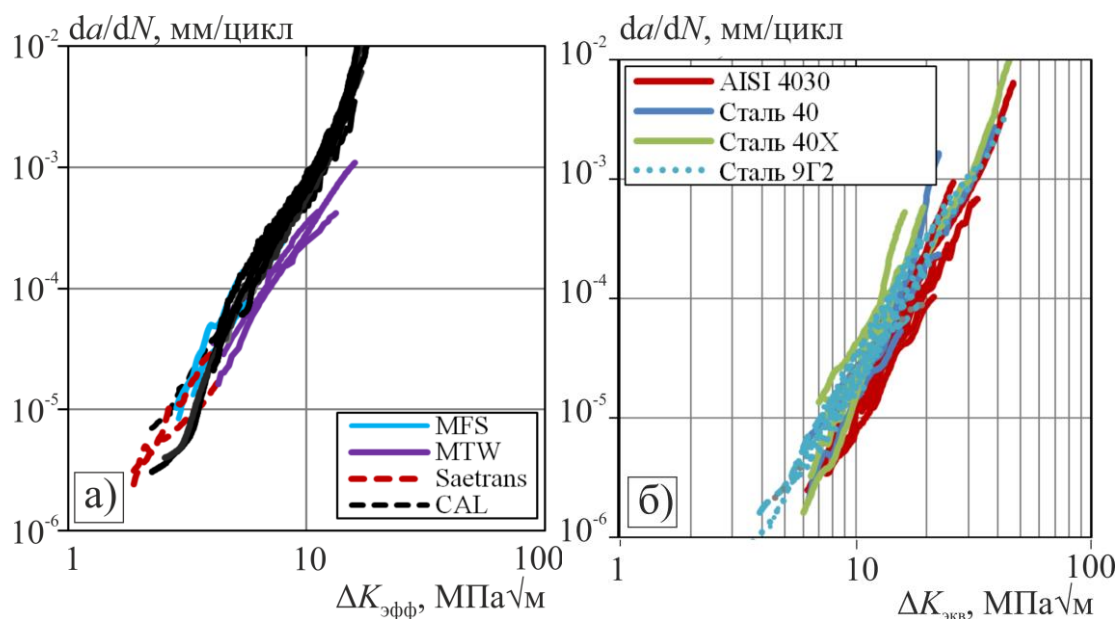 da/dN, мм/цикл
10⁻²
10⁻³
10⁻⁴
10⁻⁵
10⁻⁶
MFS
MTW
Saetrans
CAL
а)
1
10
100
ΔKэфф, МПа√м
da/dN, мм/цикл
10⁻²
10⁻³
10⁻⁴
10⁻⁵
10⁻⁶
AISI 4030
Сталь 40
Сталь 40Х
Сталь 9Г2
б)
1
10
100
ΔKэкв, МПа√м